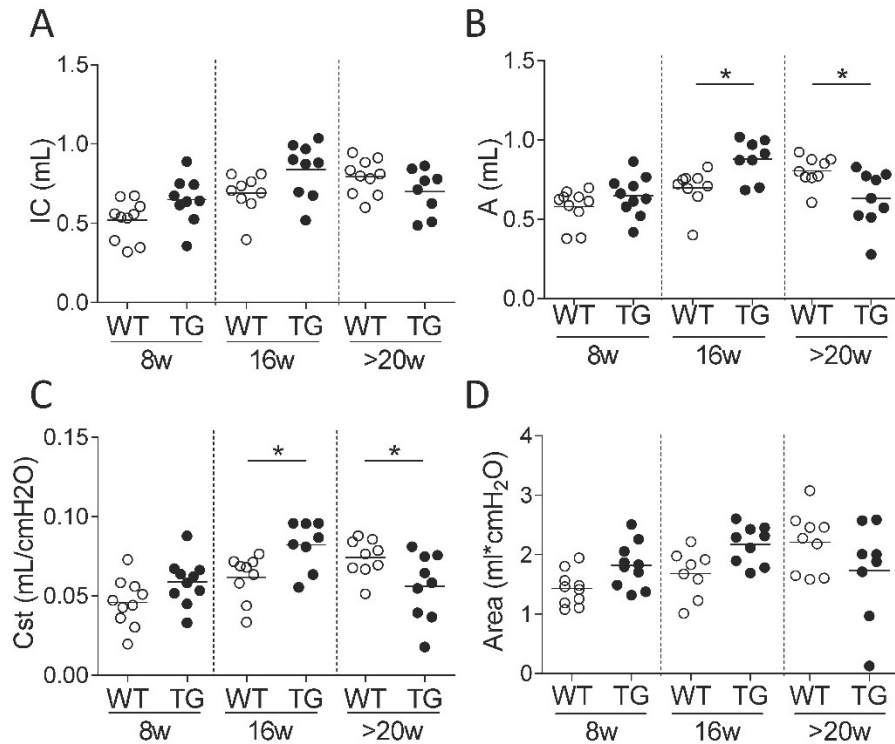 A
IC (mL)
1.5
1.0
0.5
0.0
WT TG WT TG WT TG
8w 16w >20w
B
A (mL)
1.5
* *
1.0
0.5
0.0
WT TG WT TG WT TG
8w 16w >20w
C
Cst (mL/cmH2O)
0.15
* *
0.10
0.05
0.00
WT TG WT TG WT TG
8w 16w >20w
D
Area (ml*cmH₂O)
4
3
2
1
0
WT TG WT TG WT TG
8w 16w >20w